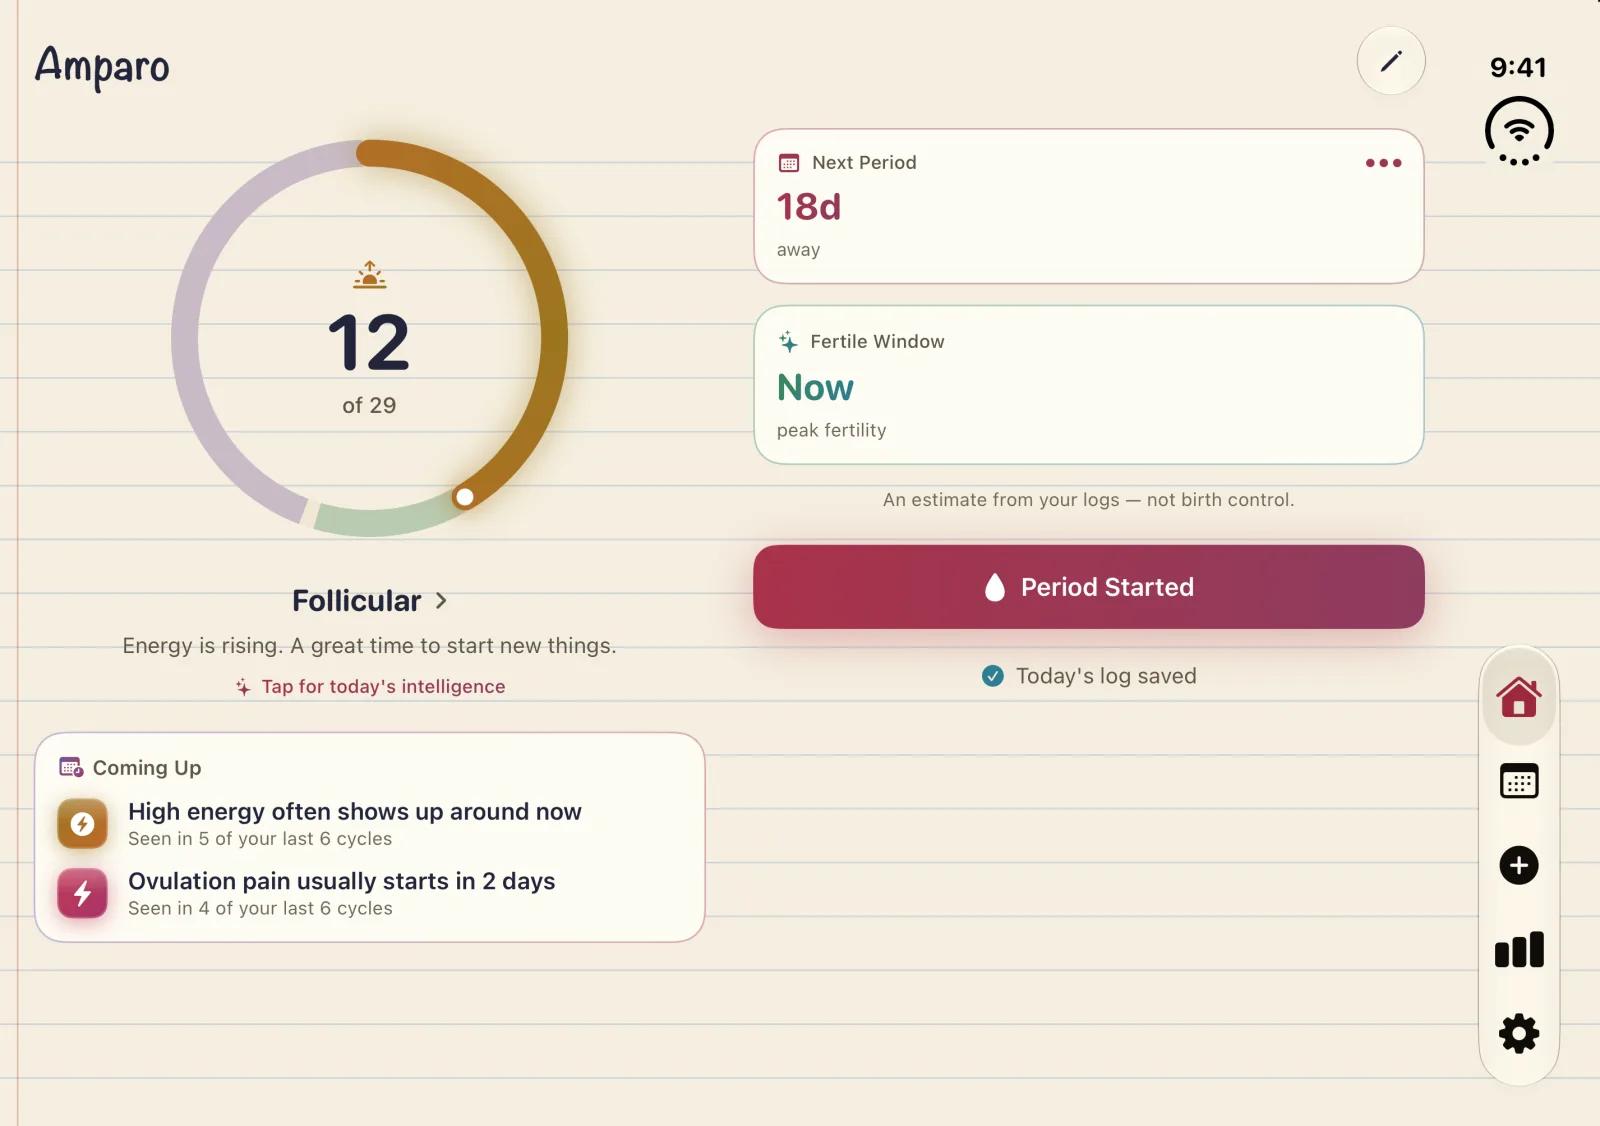 Amparo
9:41
12
of 29
Follicular
Energy is rising. A great time to start new things.
Tap for today's intelligence
Coming Up
High energy often shows up around now
Seen in 5 of your last 6 cycles
Ovulation pain usually starts in 2 days
Seen in 4 of your last 6 cycles
Next Period
18d
away
Fertile Window
Now
peak fertility
An estimate from your logs — not birth control.
Period Started
Today's log saved